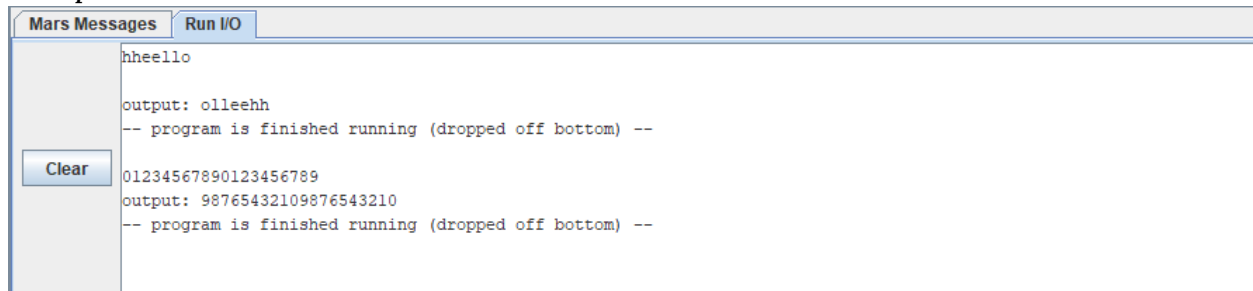 Mars Messages Run I/O
hheello
output: olleehh
-- program is finished running (dropped off bottom) --
Clear
01234567890123456789
output: 98765432109876543210
-- program is finished running (dropped off bottom) --